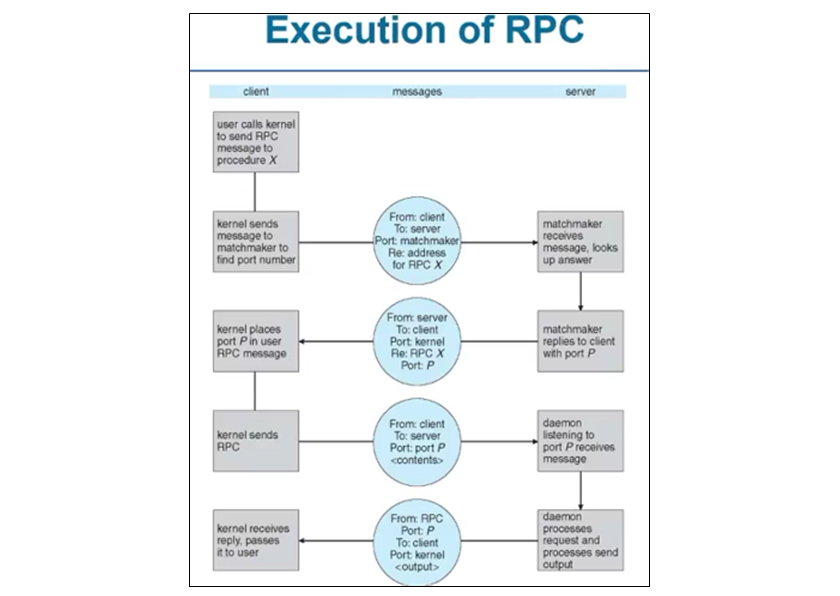 Execution of RPC
client messages server
user calls kernel
to send RPC
message to
procedure X
kernel sends
message to
matchmaker to
find port number
From: client
To: server
Port: matchmaker
Re: address
for RPC X
matchmaker
receives
message, looks
up answer
kernel places
port P in user
RPC message
From: server
To: client
Port: kernel
Re: RPC X
Port: P
matchmaker
replies to client
with port P
kernel sends
RPC
From: client
To: server
Port: port P
<contents>
daemon
listening to
port P receives
message
kernel receives
reply, passes
it to user
From: RPC
Port: P
To: client
Port: kernel
<output>
daemon
processes
request and
processes send
output